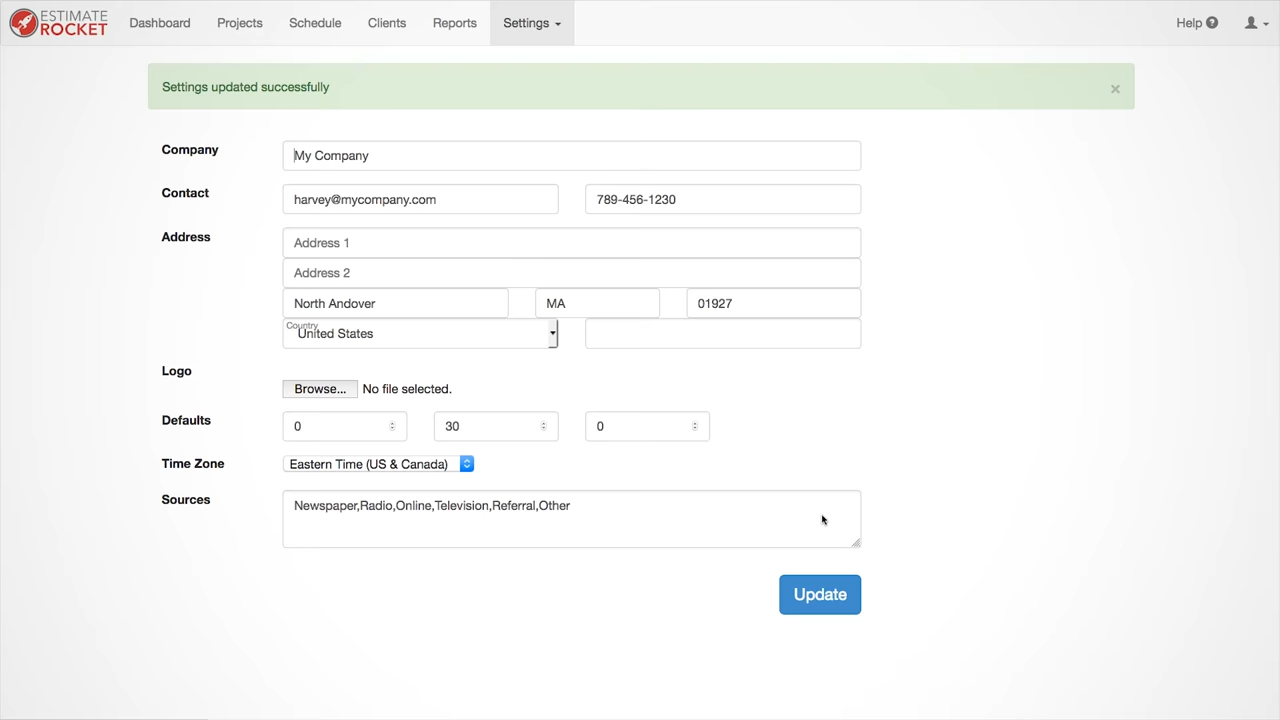 ESTIMATE
ROCKET
Dashboard Projects Schedule Clients Reports Settings Help ?
Settings updated successfully ×
Company My Company
Contact harvey@mycompany.com 789-456-1230
Address Address 1
Address 2
North Andover MA 01927
Country
United States
Logo
Browse... No file selected.
Defaults 0 30 0
Time Zone Eastern Time (US & Canada)
Sources Newspaper,Radio,Online,Television,Referral,Other
Update